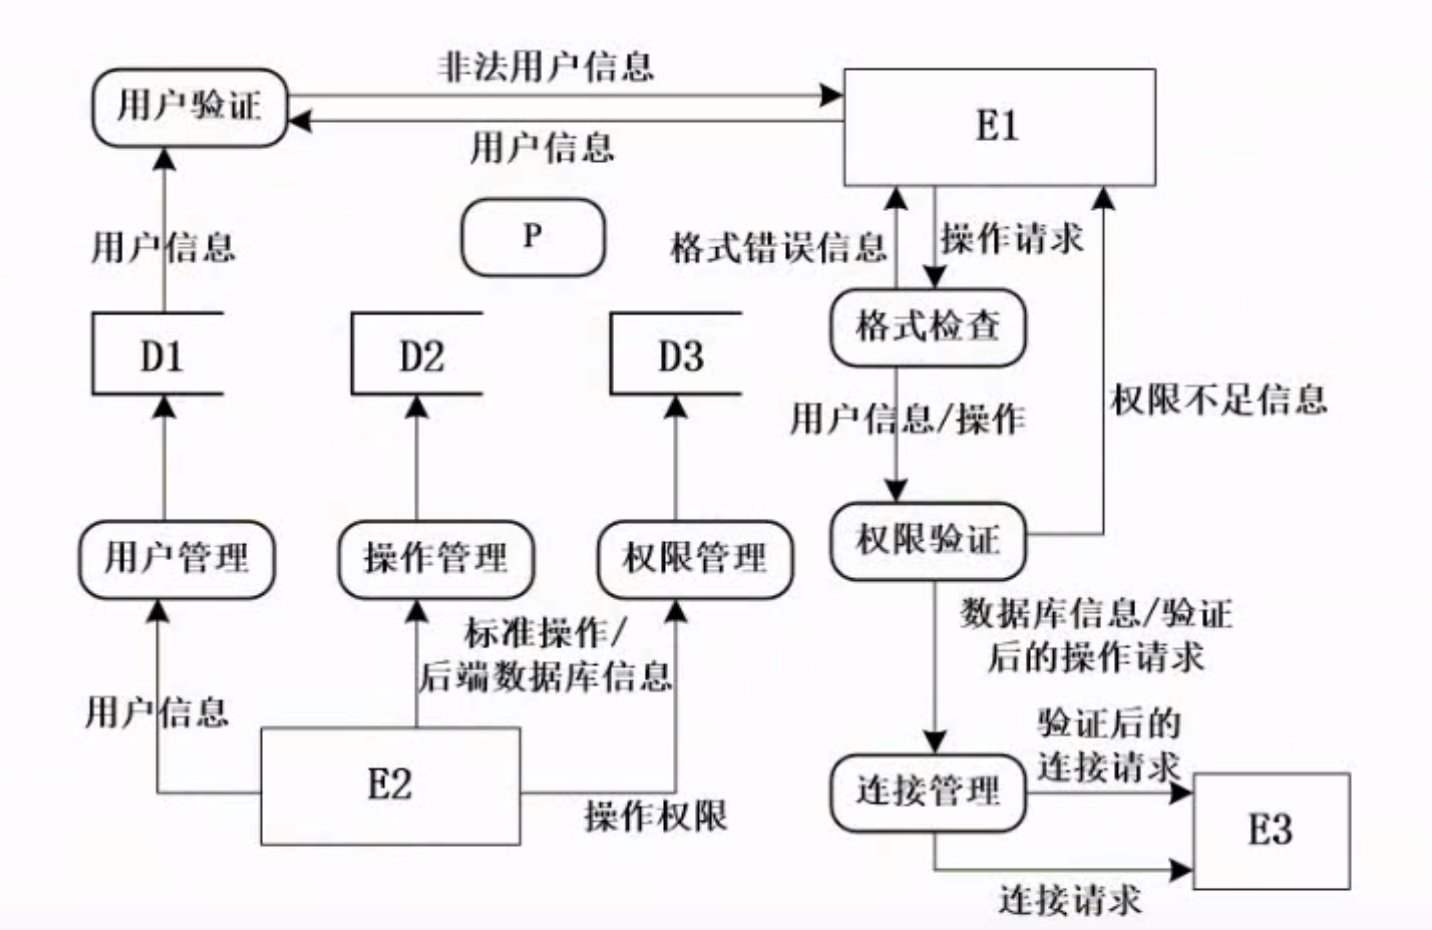 非法用户信息
用户验证
E1
用户信息
P
用户信息
格式错误信息
操作请求
格式检查
D1
D2
D3
用户信息/操作
权限不足信息
用户管理
操作管理
权限管理
权限验证
标准操作/
后端数据库信息
数据库信息/验证
后的操作请求
用户信息
验证后的
连接请求
E2
操作权限
连接管理
E3
连接请求